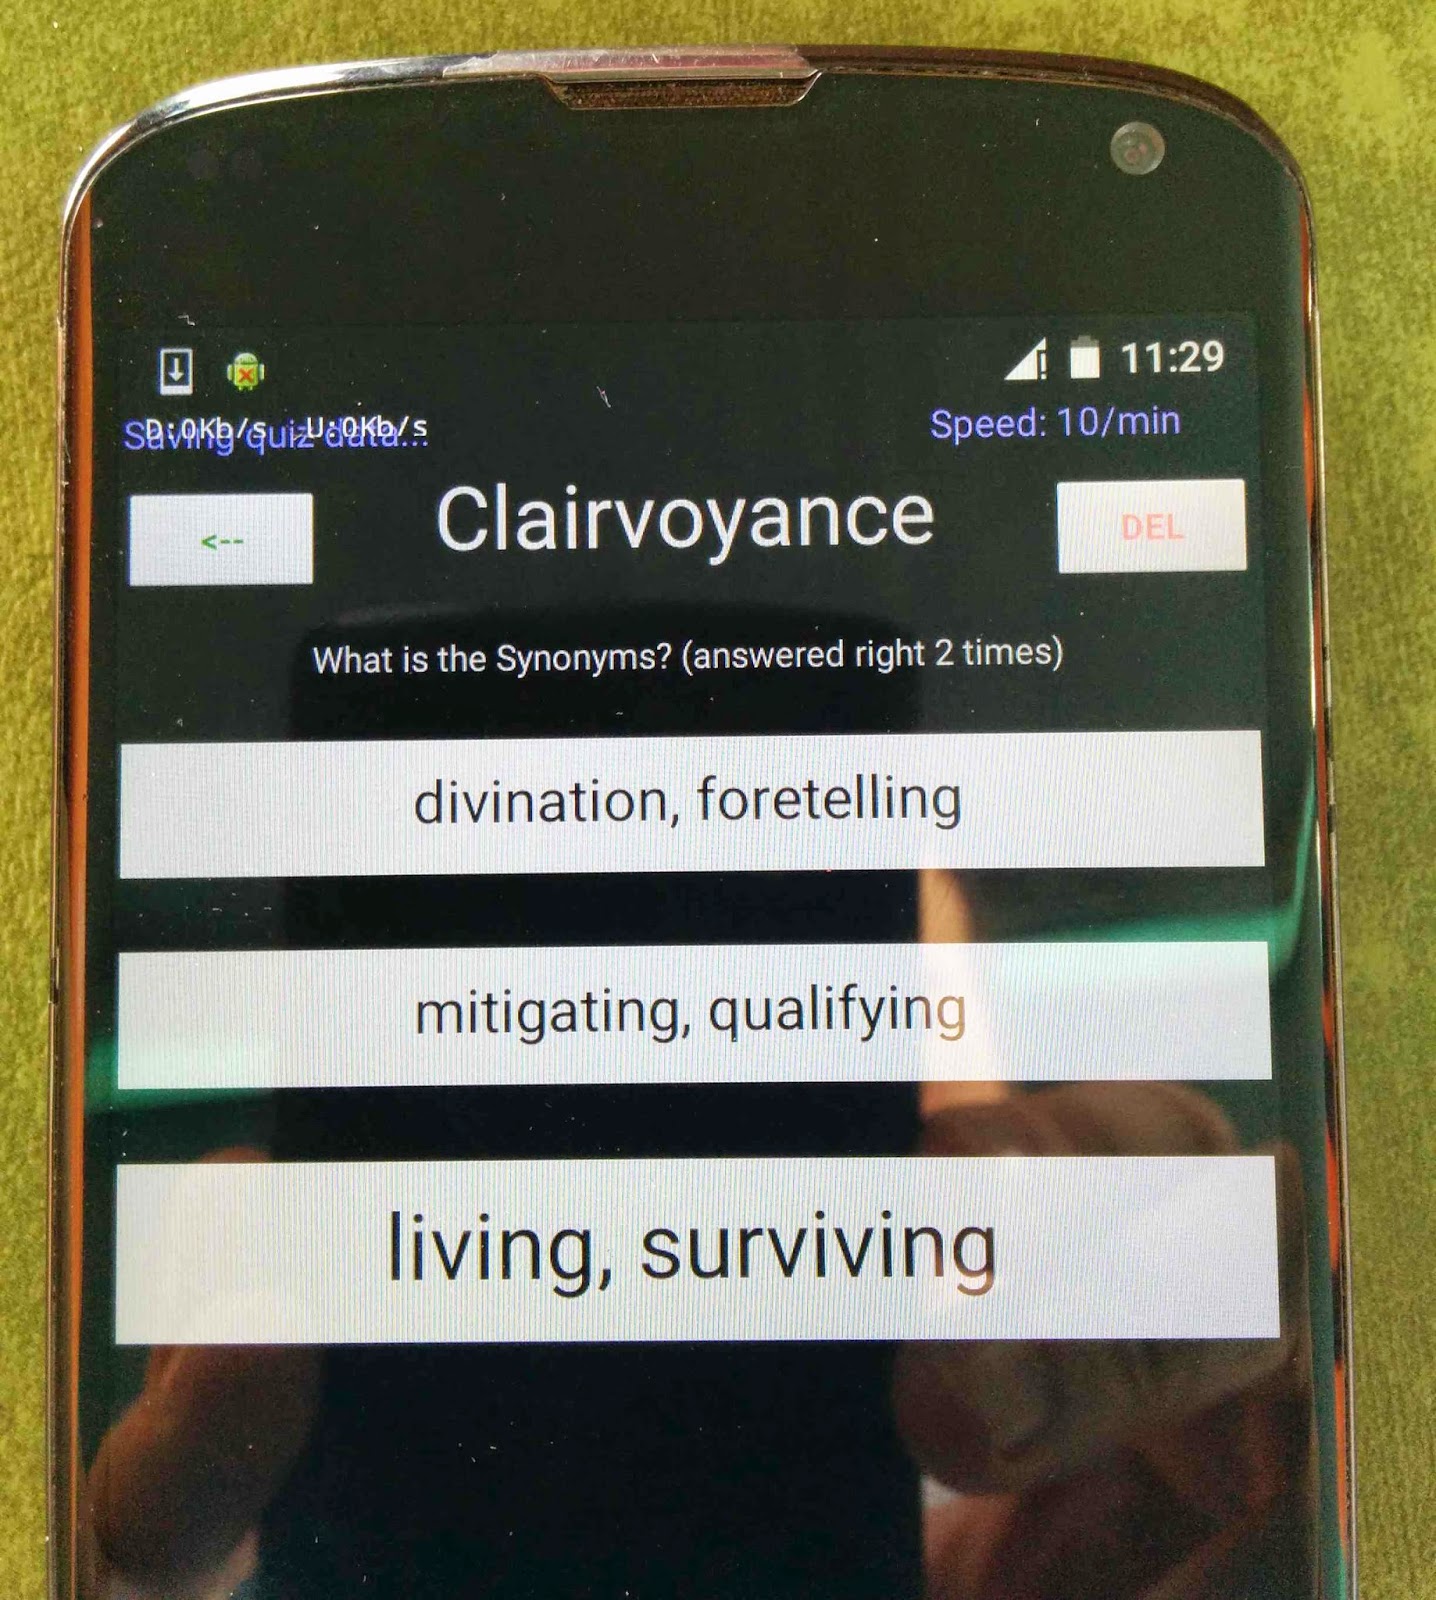 11:29
D:0Kb/s U:0Kb/s
Saving quiz data...
Speed: 10/min
<--
Clairvoyance
DEL
What is the Synonyms? (answered right 2 times)
divination, foretelling
mitigating, qualifying
living, surviving